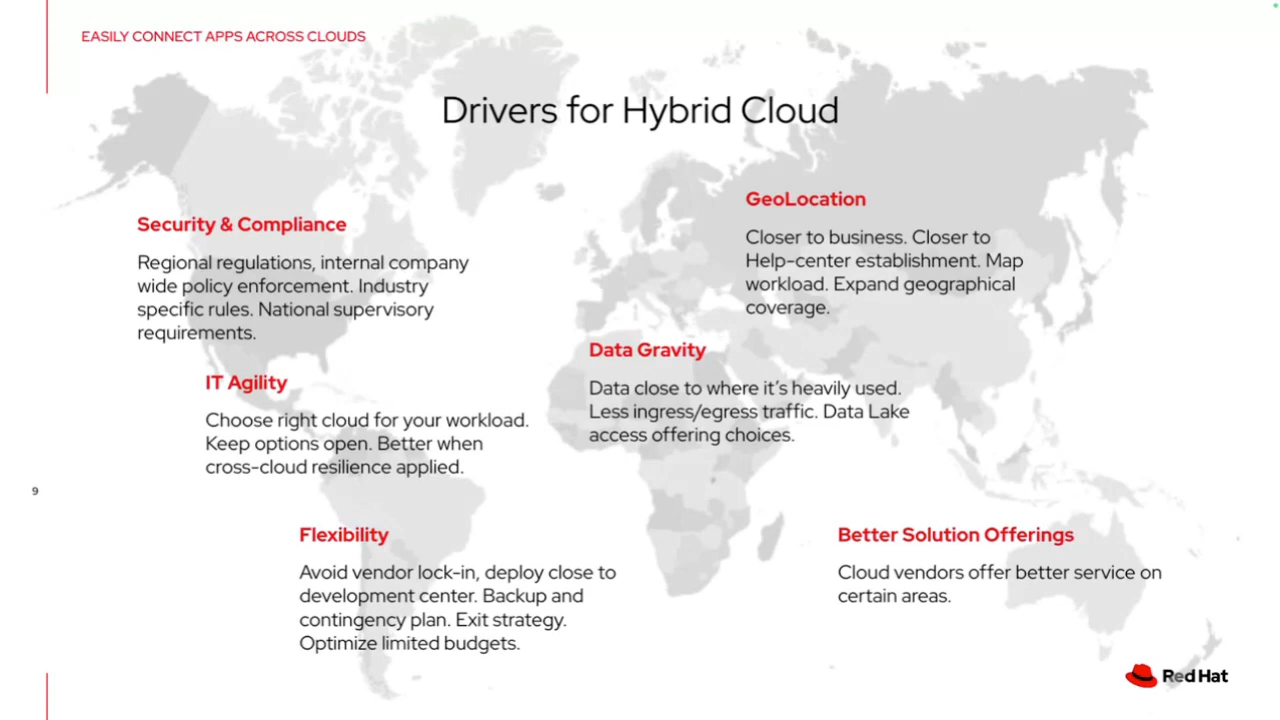 EASILY CONNECT APPS ACROSS CLOUDS
Drivers for Hybrid Cloud
GeoLocation
Closer to business. Closer to
Help-center establishment. Map
workload. Expand geographical
coverage.
Security & Compliance
Regional regulations, internal company
wide policy enforcement. Industry
specific rules. National supervisory
requirements.
Data Gravity
Data close to where it's heavily used.
Less ingress/egress traffic. Data Lake
access offering choices.
IT Agility
Choose right cloud for your workload.
Keep options open. Better when
cross-cloud resilience applied.
9
Flexibility
Avoid vendor lock-in, deploy close to
development center. Backup and
contingency plan. Exit strategy.
Optimize limited budgets.
Better Solution Offerings
Cloud vendors offer better service on
certain areas.
Red Hat